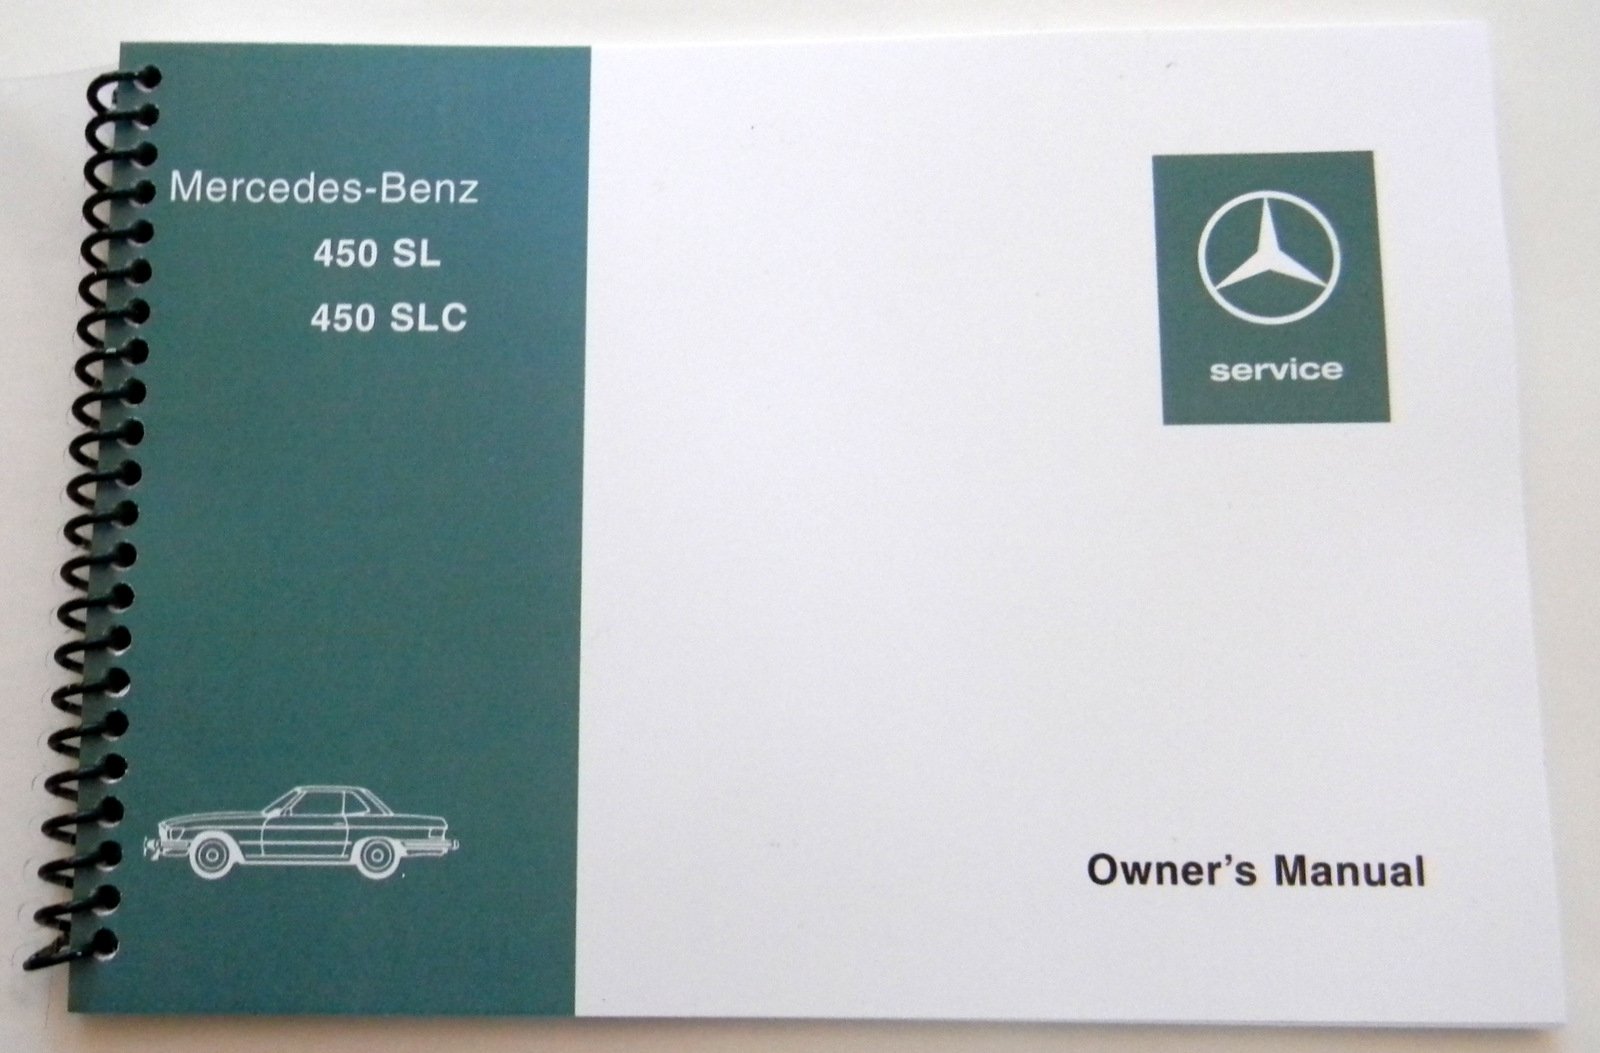 Mercedes-Benz
450 SL
450 SLC
service
Owner's Manual